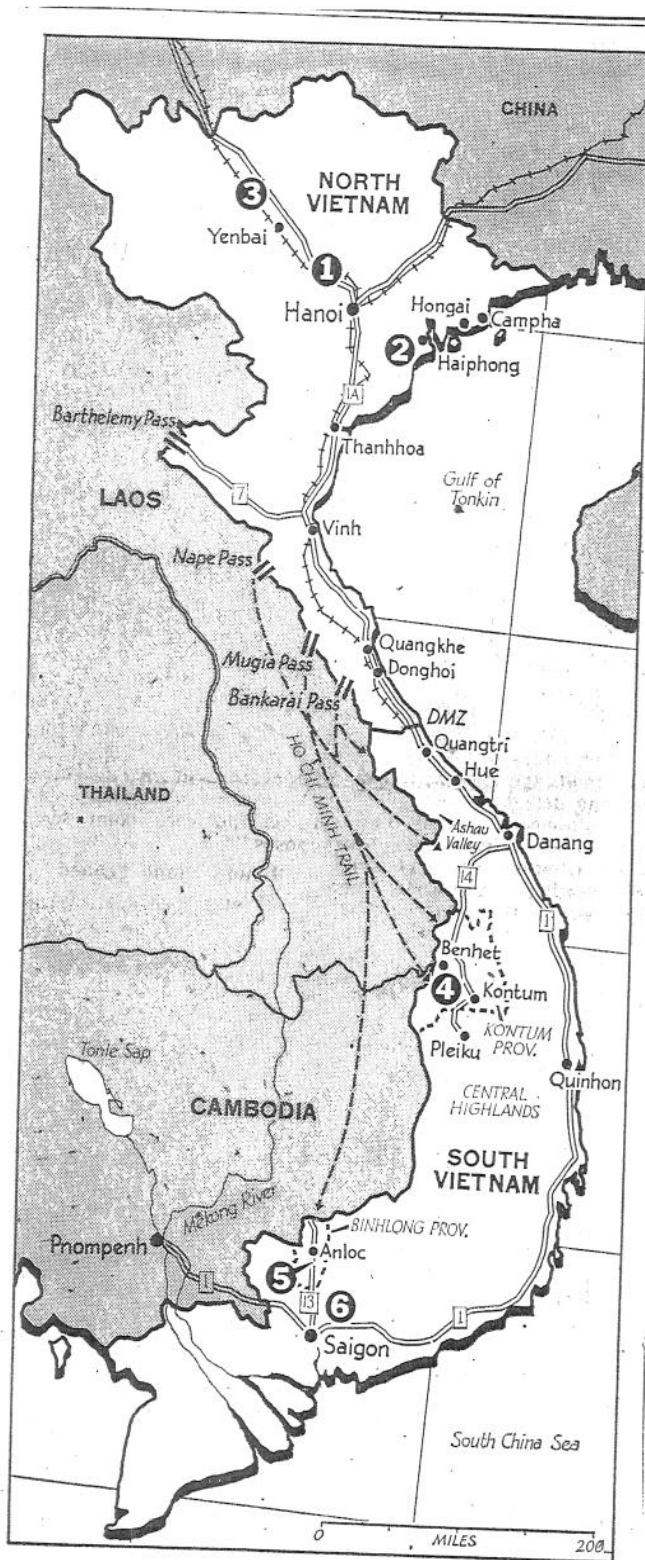 CHINA
NORTH
VIETNAM
3
Yenbai
1
Hanoi
Hongai
Campha
2
Haiphong
1A
Barthelemy Pass
Thanhhoa
LAOS
7
Gulf of
Tonkin
Vinh
Nape Pass
Quangkhe
Mugia Pass
Donghoi
Bankarai Pass
DMZ
Quangtri
HO CHI MINH TRAIL
Hue
THAILAND
Ashau
Valley
Danang
14
1
Benhet
4
Kontum
KONTUM
PROV.
Pleiku
Tonle Sap
Quinhon
CENTRAL
HIGHLANDS
CAMBODIA
SOUTH
VIETNAM
Mekong River
BINHLONG PROV.
Pnompenh
Anloc
5
1
13
6
1
Saigon
South China Sea
0
MILES
200